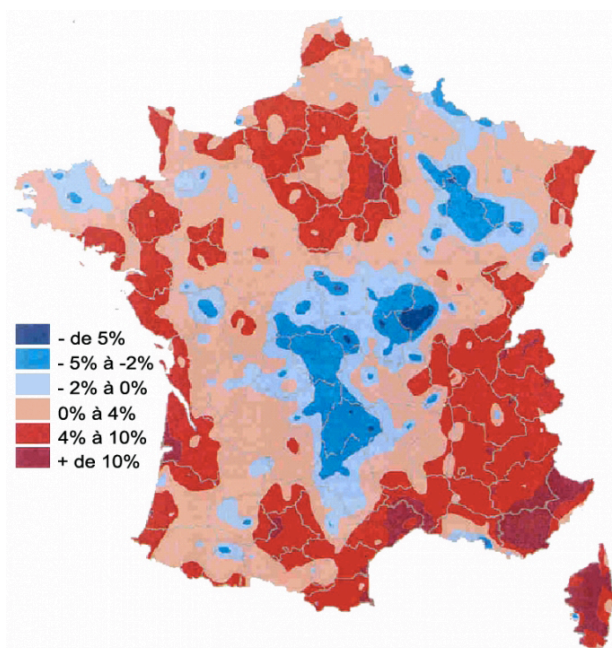 - de 5%
- 5% à -2%
- 2% à 0%
0% à 4%
4% à 10%
+ de 10%